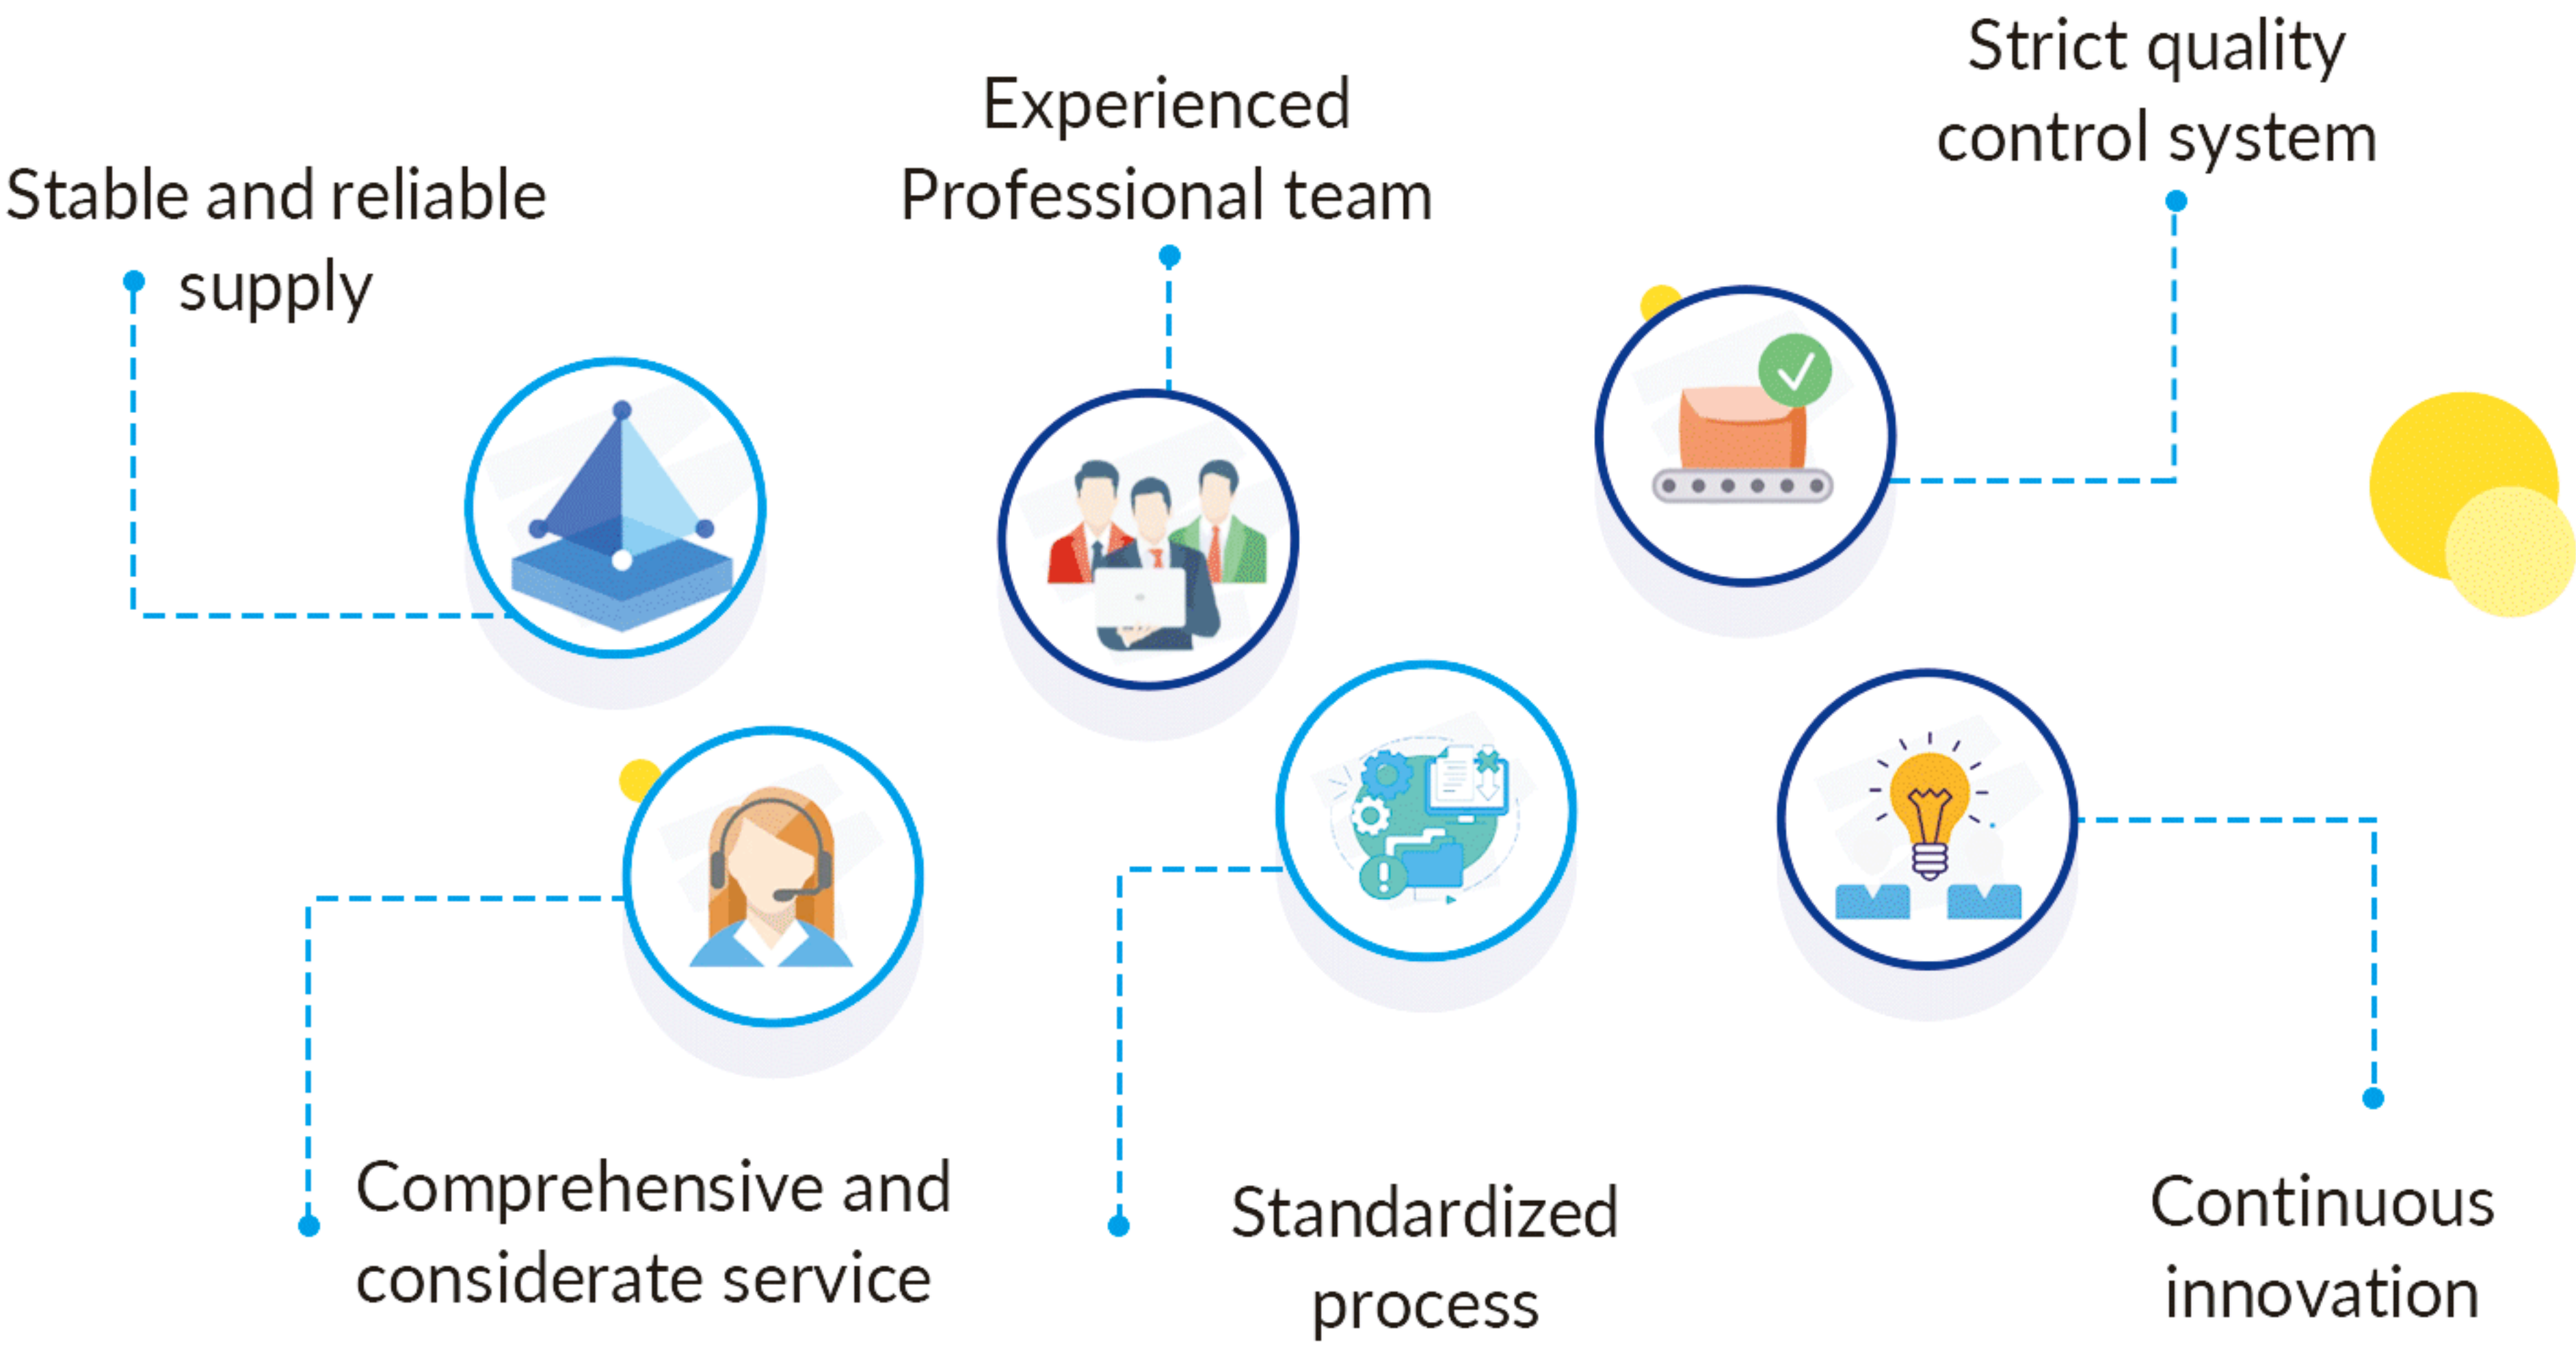 Stable and reliable
supply
Experienced
Professional team
Strict quality
control system
Comprehensive and
considerate service
Standardized
process
Continuous
innovation